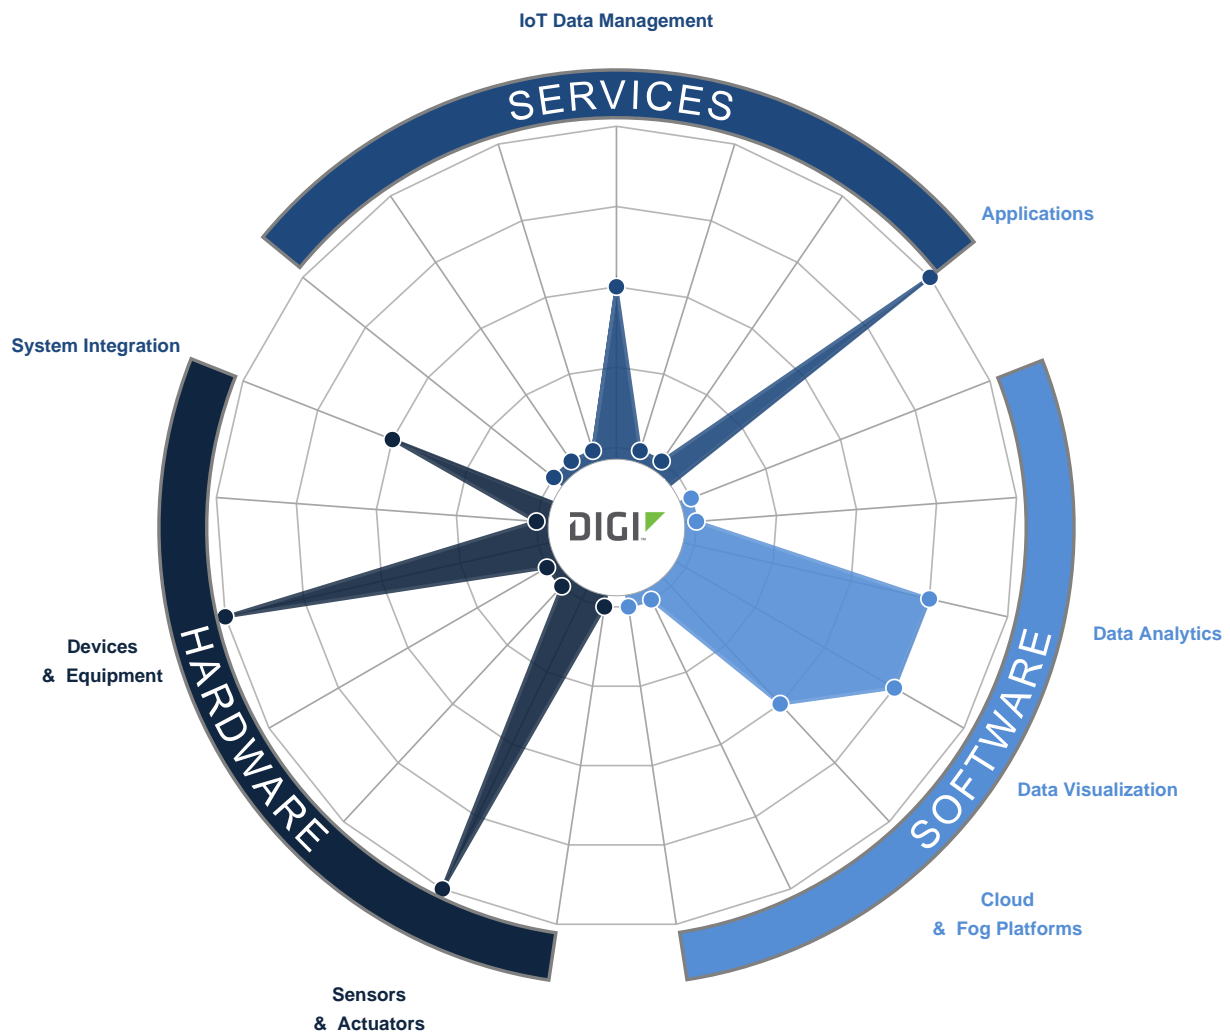 IoT Data Management
SERVICES
Applications
System Integration
DIGI™
Devices
& Equipment
HARDWARE
Data Analytics
SOFTWARE
Data Visualization
Cloud
& Fog Platforms
Sensors
& Actuators